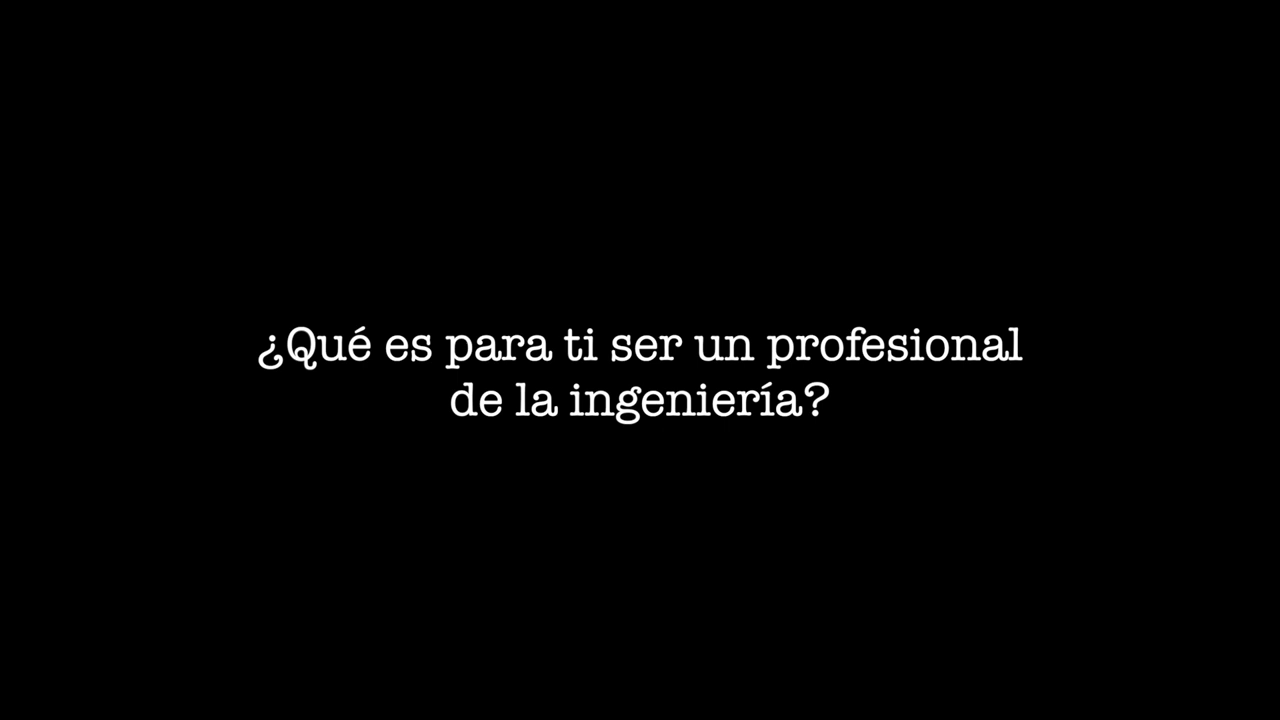 ¿Qué es para ti ser un profesional
de la ingeniería?